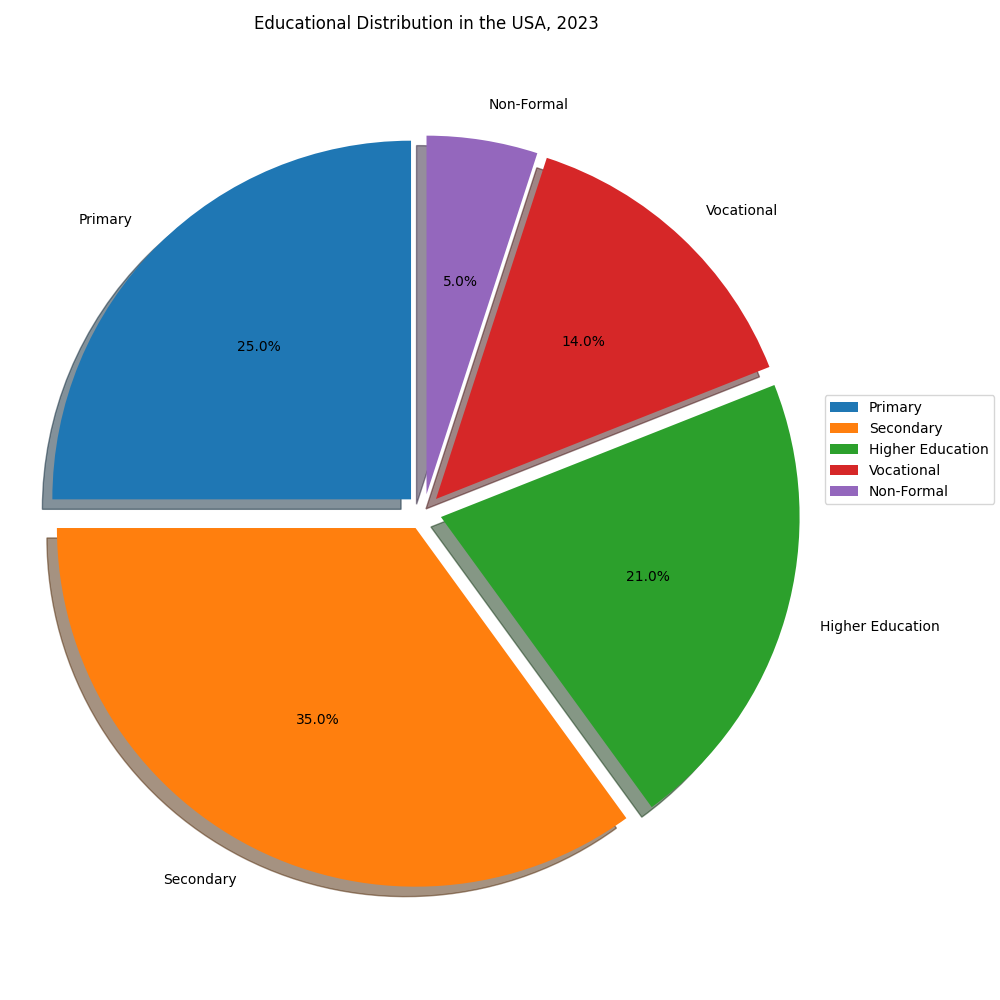 Educational Distribution in the USA, 2023
Non-Formal
Vocational
Primary
5.0%
14.0%
25.0%
Primary
Secondary
Higher Education
Vocational
Non-Formal
21.0%
Higher Education
35.0%
Secondary